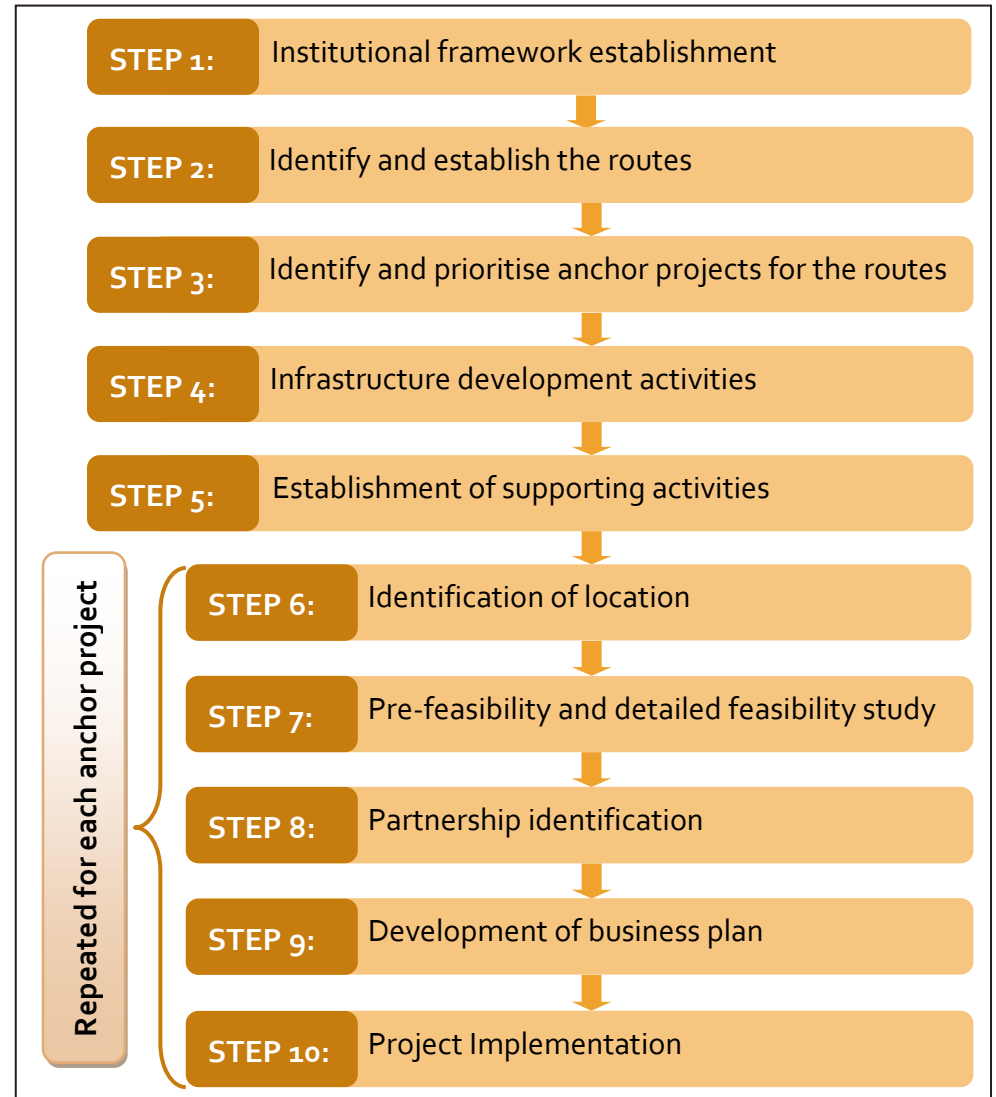 STEP 1: Institutional framework establishment
STEP 2: Identify and establish the routes
STEP 3: Identify and prioritise anchor projects for the routes
STEP 4: Infrastructure development activities
STEP 5: Establishment of supporting activities
Repeated for each anchor project
STEP 6: Identification of location
STEP 7: Pre-feasibility and detailed feasibility study
STEP 8: Partnership identification
STEP 9: Development of business plan
STEP 10: Project Implementation